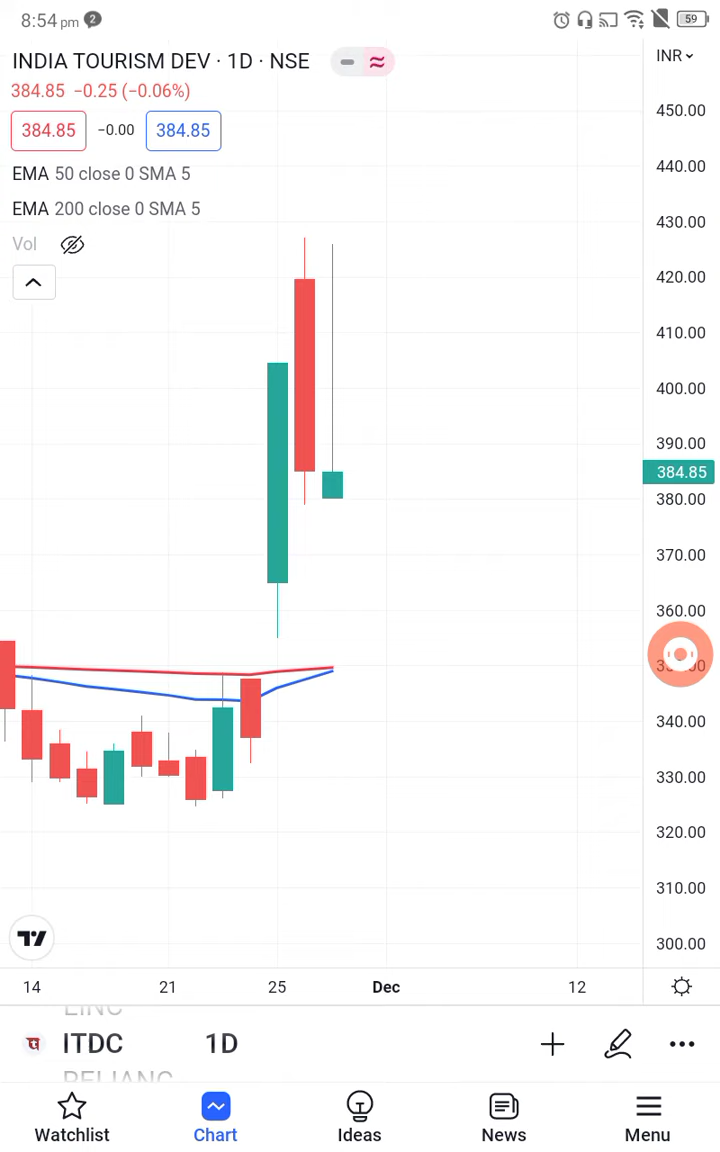 8:54 pm 2 59
INDIA TOURISM DEV · 1D · NSE
INR
384.85 −0.25 (−0.06%)
384.85 −0.00 384.85
EMA 50 close 0 SMA 5
EMA 200 close 0 SMA 5
Vol
450.00
440.00
430.00
420.00
410.00
400.00
390.00
384.85
380.00
370.00
360.00
340.00
330.00
320.00
310.00
300.00
14 21 25 Dec 12
LINC
ITDC 1D
RELIANC
Watchlist Chart Ideas News Menu